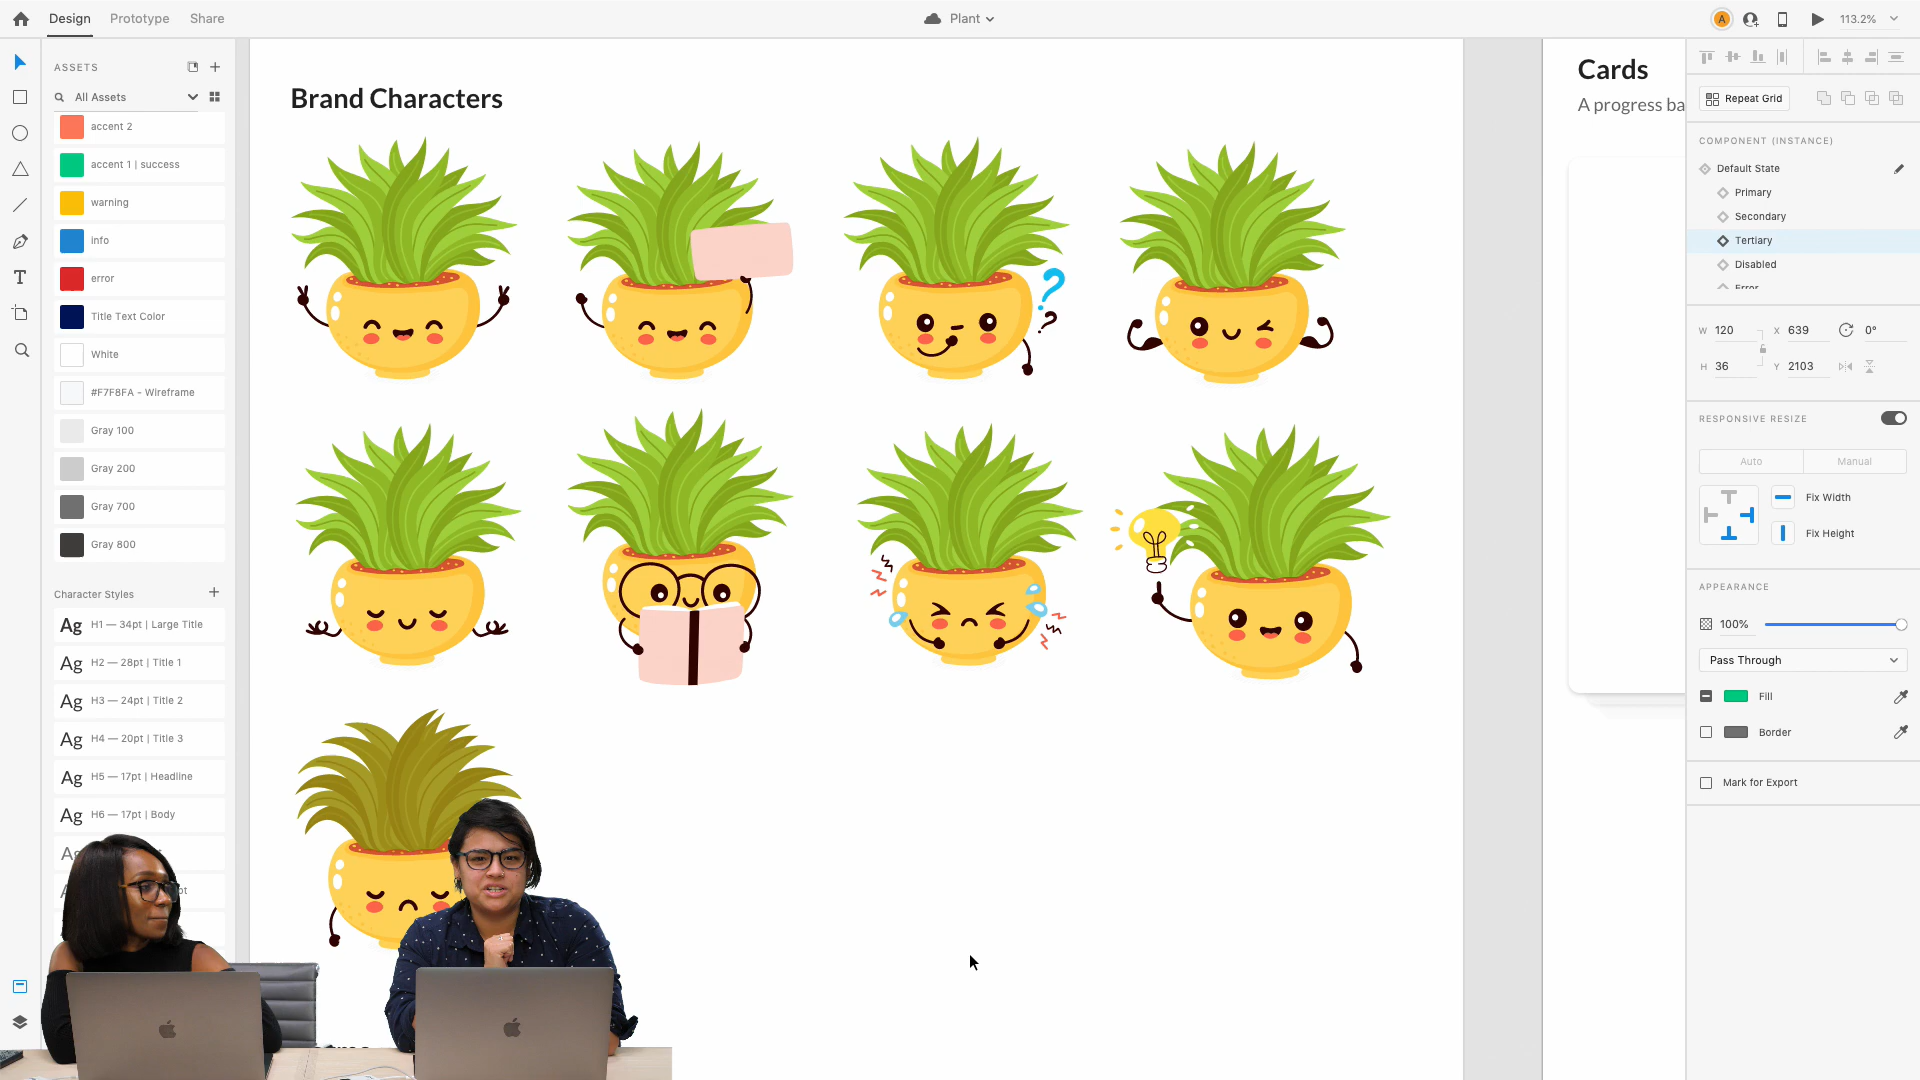 Design Prototype Share
Plant
A
113.2%
ASSETS
All Assets
accent 2
accent 1 | success
warning
info
error
Title Text Color
White
#F7F8FA - Wireframe
Gray 100
Gray 200
Gray 700
Gray 800
Character Styles
Ag H1 — 34pt | Large Title
Ag H2 — 28pt | Title 1
Ag H3 — 24pt | Title 2
Ag H4 — 20pt | Title 3
Ag H5 — 17pt | Headline
Ag H6 — 17pt | Body
Brand Characters
?
?
Cards
A progress ba
Repeat Grid
COMPONENT (INSTANCE)
Default State
Primary
Secondary
Tertiary
Disabled
Error
W 120 X 639 0°
H 36 Y 2103
RESPONSIVE RESIZE
Auto Manual
Fix Width
Fix Height
APPEARANCE
100%
Pass Through
Fill
Border
Mark for Export